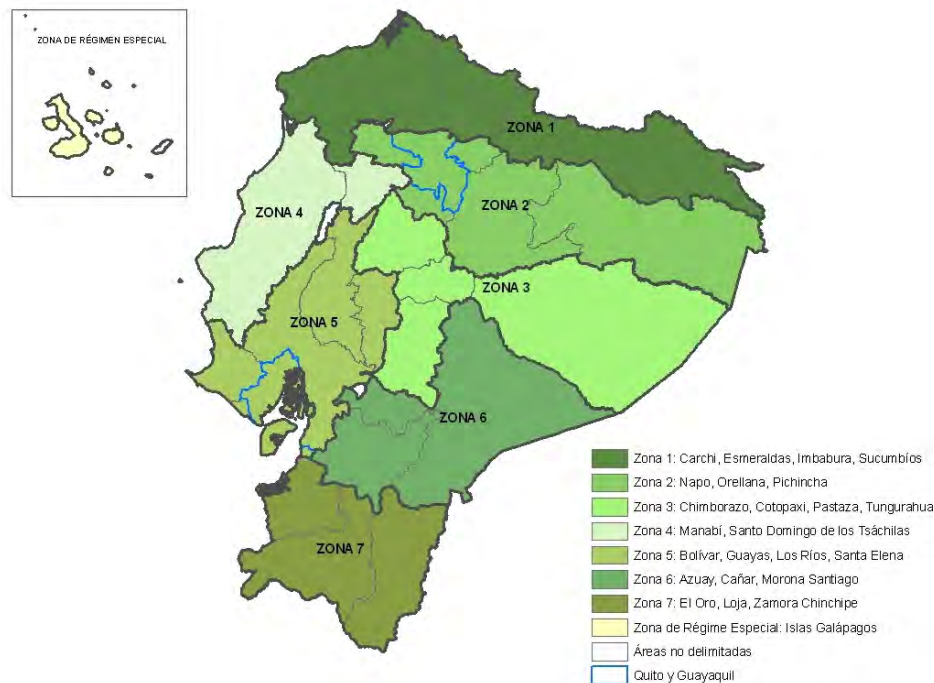 ZONA DE RÉGIMEN ESPECIAL
ZONA 1
ZONA 2
ZONA 4
ZONA 3
ZONA 5
ZONA 6
ZONA 7
Zona 1: Carchi, Esmeraldas, Imbabura, Sucumbíos
Zona 2: Napo, Orellana, Pichincha
Zona 3: Chimborazo, Cotopaxi, Pastaza, Tungurahua
Zona 4: Manabí, Santo Domingo de los Tsáchilas
Zona 5: Bolívar, Guayas, Los Ríos, Santa Elena
Zona 6: Azuay, Cañar, Morona Santiago
Zona 7: El Oro, Loja, Zamora Chinchipe
Zona de Régime Especial: Islas Galápagos
Áreas no delimitadas
Quito y Guayaquil